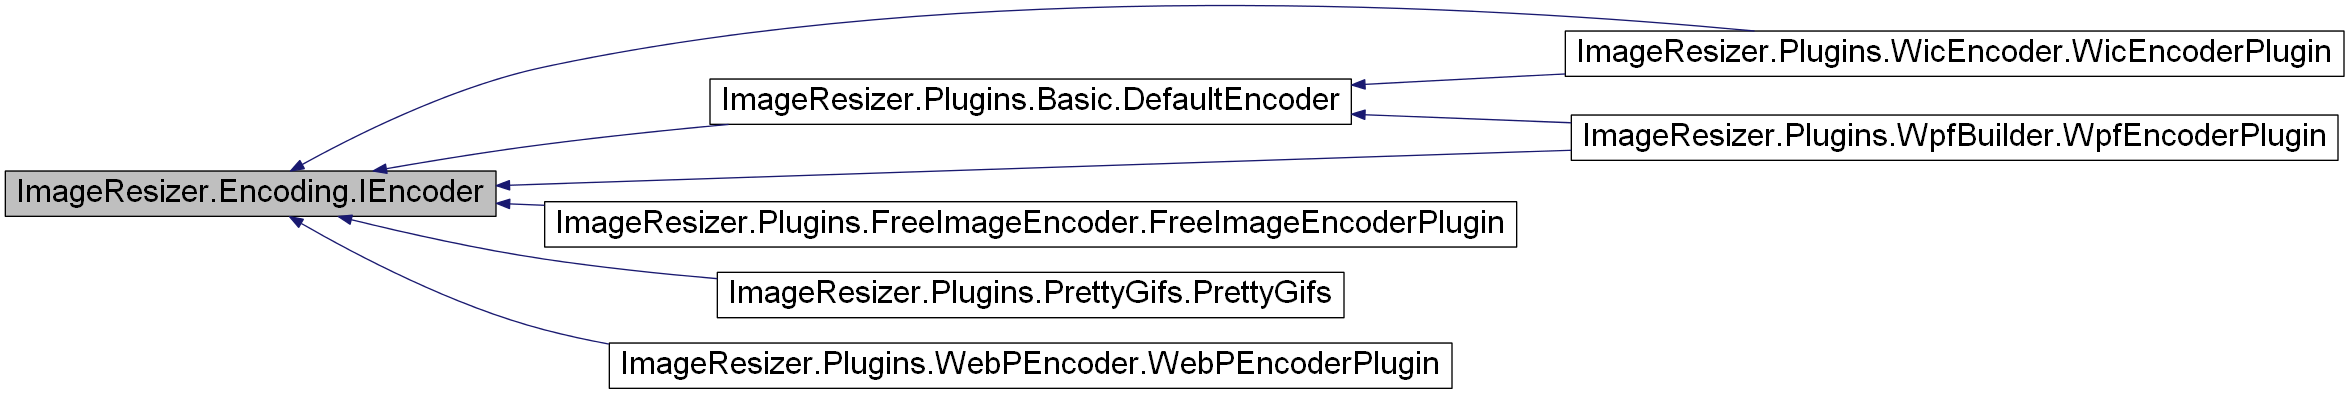 ImageResizer.Plugins.WicEncoder.WicEncoderPlugin
ImageResizer.Plugins.Basic.DefaultEncoder
ImageResizer.Plugins.WpfBuilder.WpfEncoderPlugin
ImageResizer.Encoding.IEncoder
ImageResizer.Plugins.FreeImageEncoder.FreeImageEncoderPlugin
ImageResizer.Plugins.PrettyGifs.PrettyGifs
ImageResizer.Plugins.WebPEncoder.WebPEncoderPlugin